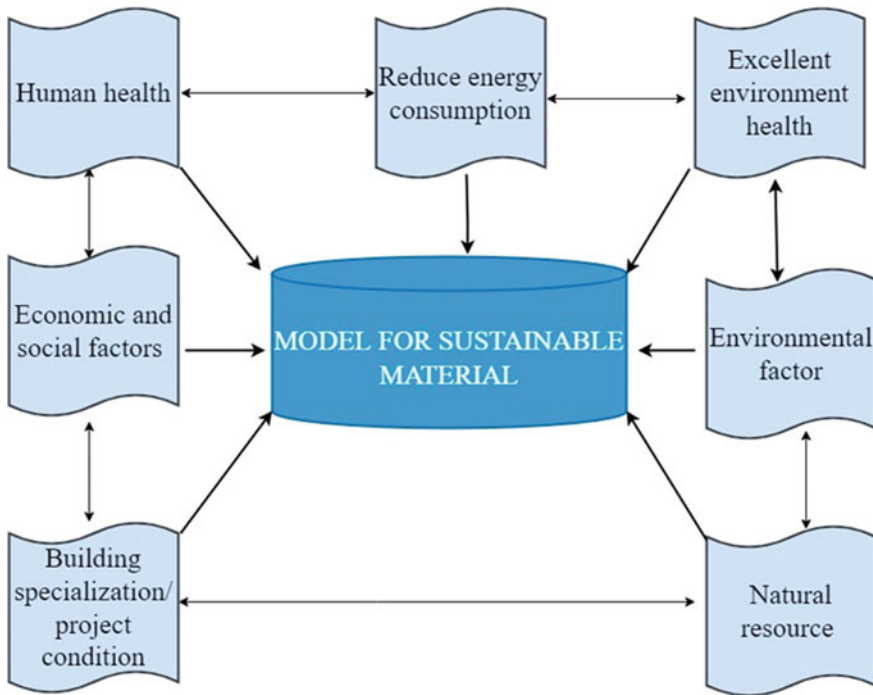 Human health
Reduce energy
consumption
Excellent
environment
health
Economic and
social factors
MODEL FOR SUSTAINABLE
MATERIAL
Environmental
factor
Building
specialization/
project
condition
Natural
resource